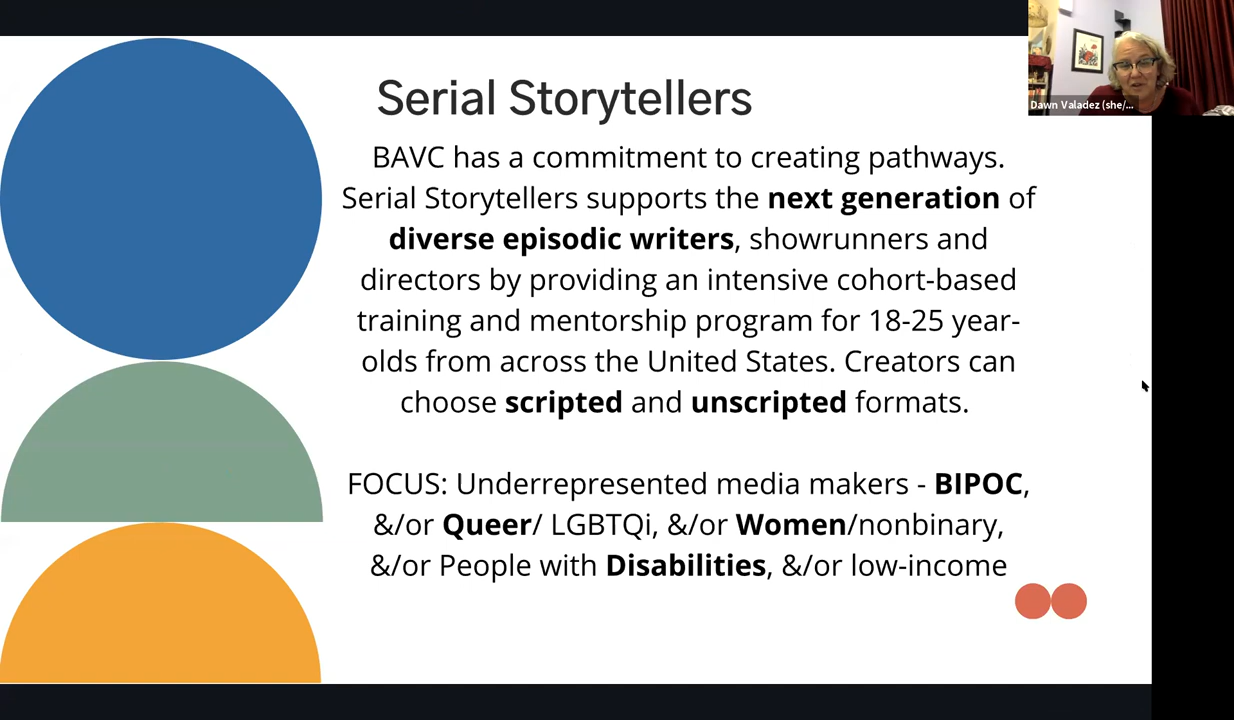 Serial Storytellers
BAVC has a commitment to creating pathways.
Serial Storytellers supports the next generation of
diverse episodic writers, showrunners and
directors by providing an intensive cohort-based
training and mentorship program for 18-25 year-
olds from across the United States. Creators can
choose scripted and unscripted formats.
FOCUS: Underrepresented media makers - BIPOC,
&/or Queer/ LGBTQi, &/or Women/nonbinary,
&/or People with Disabilities, &/or low-income
Dawn Valadez (she/...